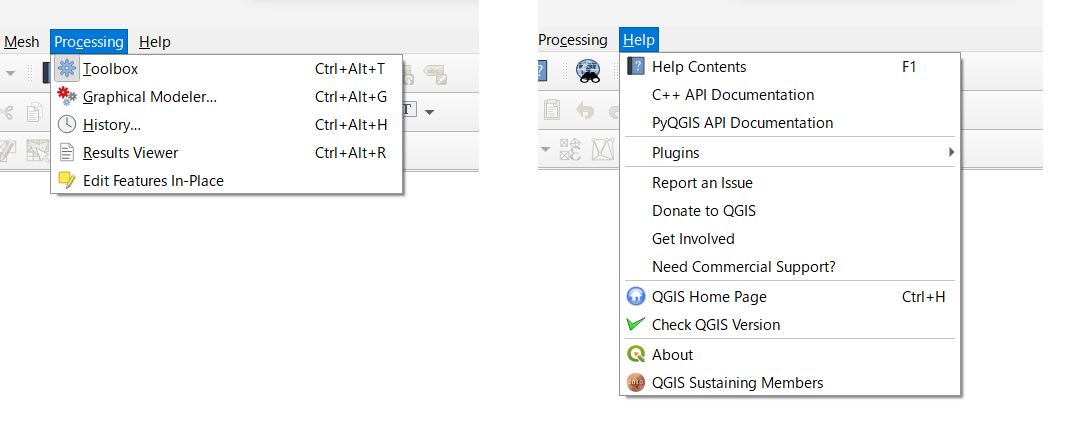 Mesh Processing Help
Toolbox Ctrl+Alt+T
Graphical Modeler... Ctrl+Alt+G
History... Ctrl+Alt+H
Results Viewer Ctrl+Alt+R
Edit Features In-Place
Processing Help
Help Contents F1
C++ API Documentation
PyQGIS API Documentation
Plugins
Report an Issue
Donate to QGIS
Get Involved
Need Commercial Support?
QGIS Home Page Ctrl+H
Check QGIS Version
About
QGIS Sustaining Members